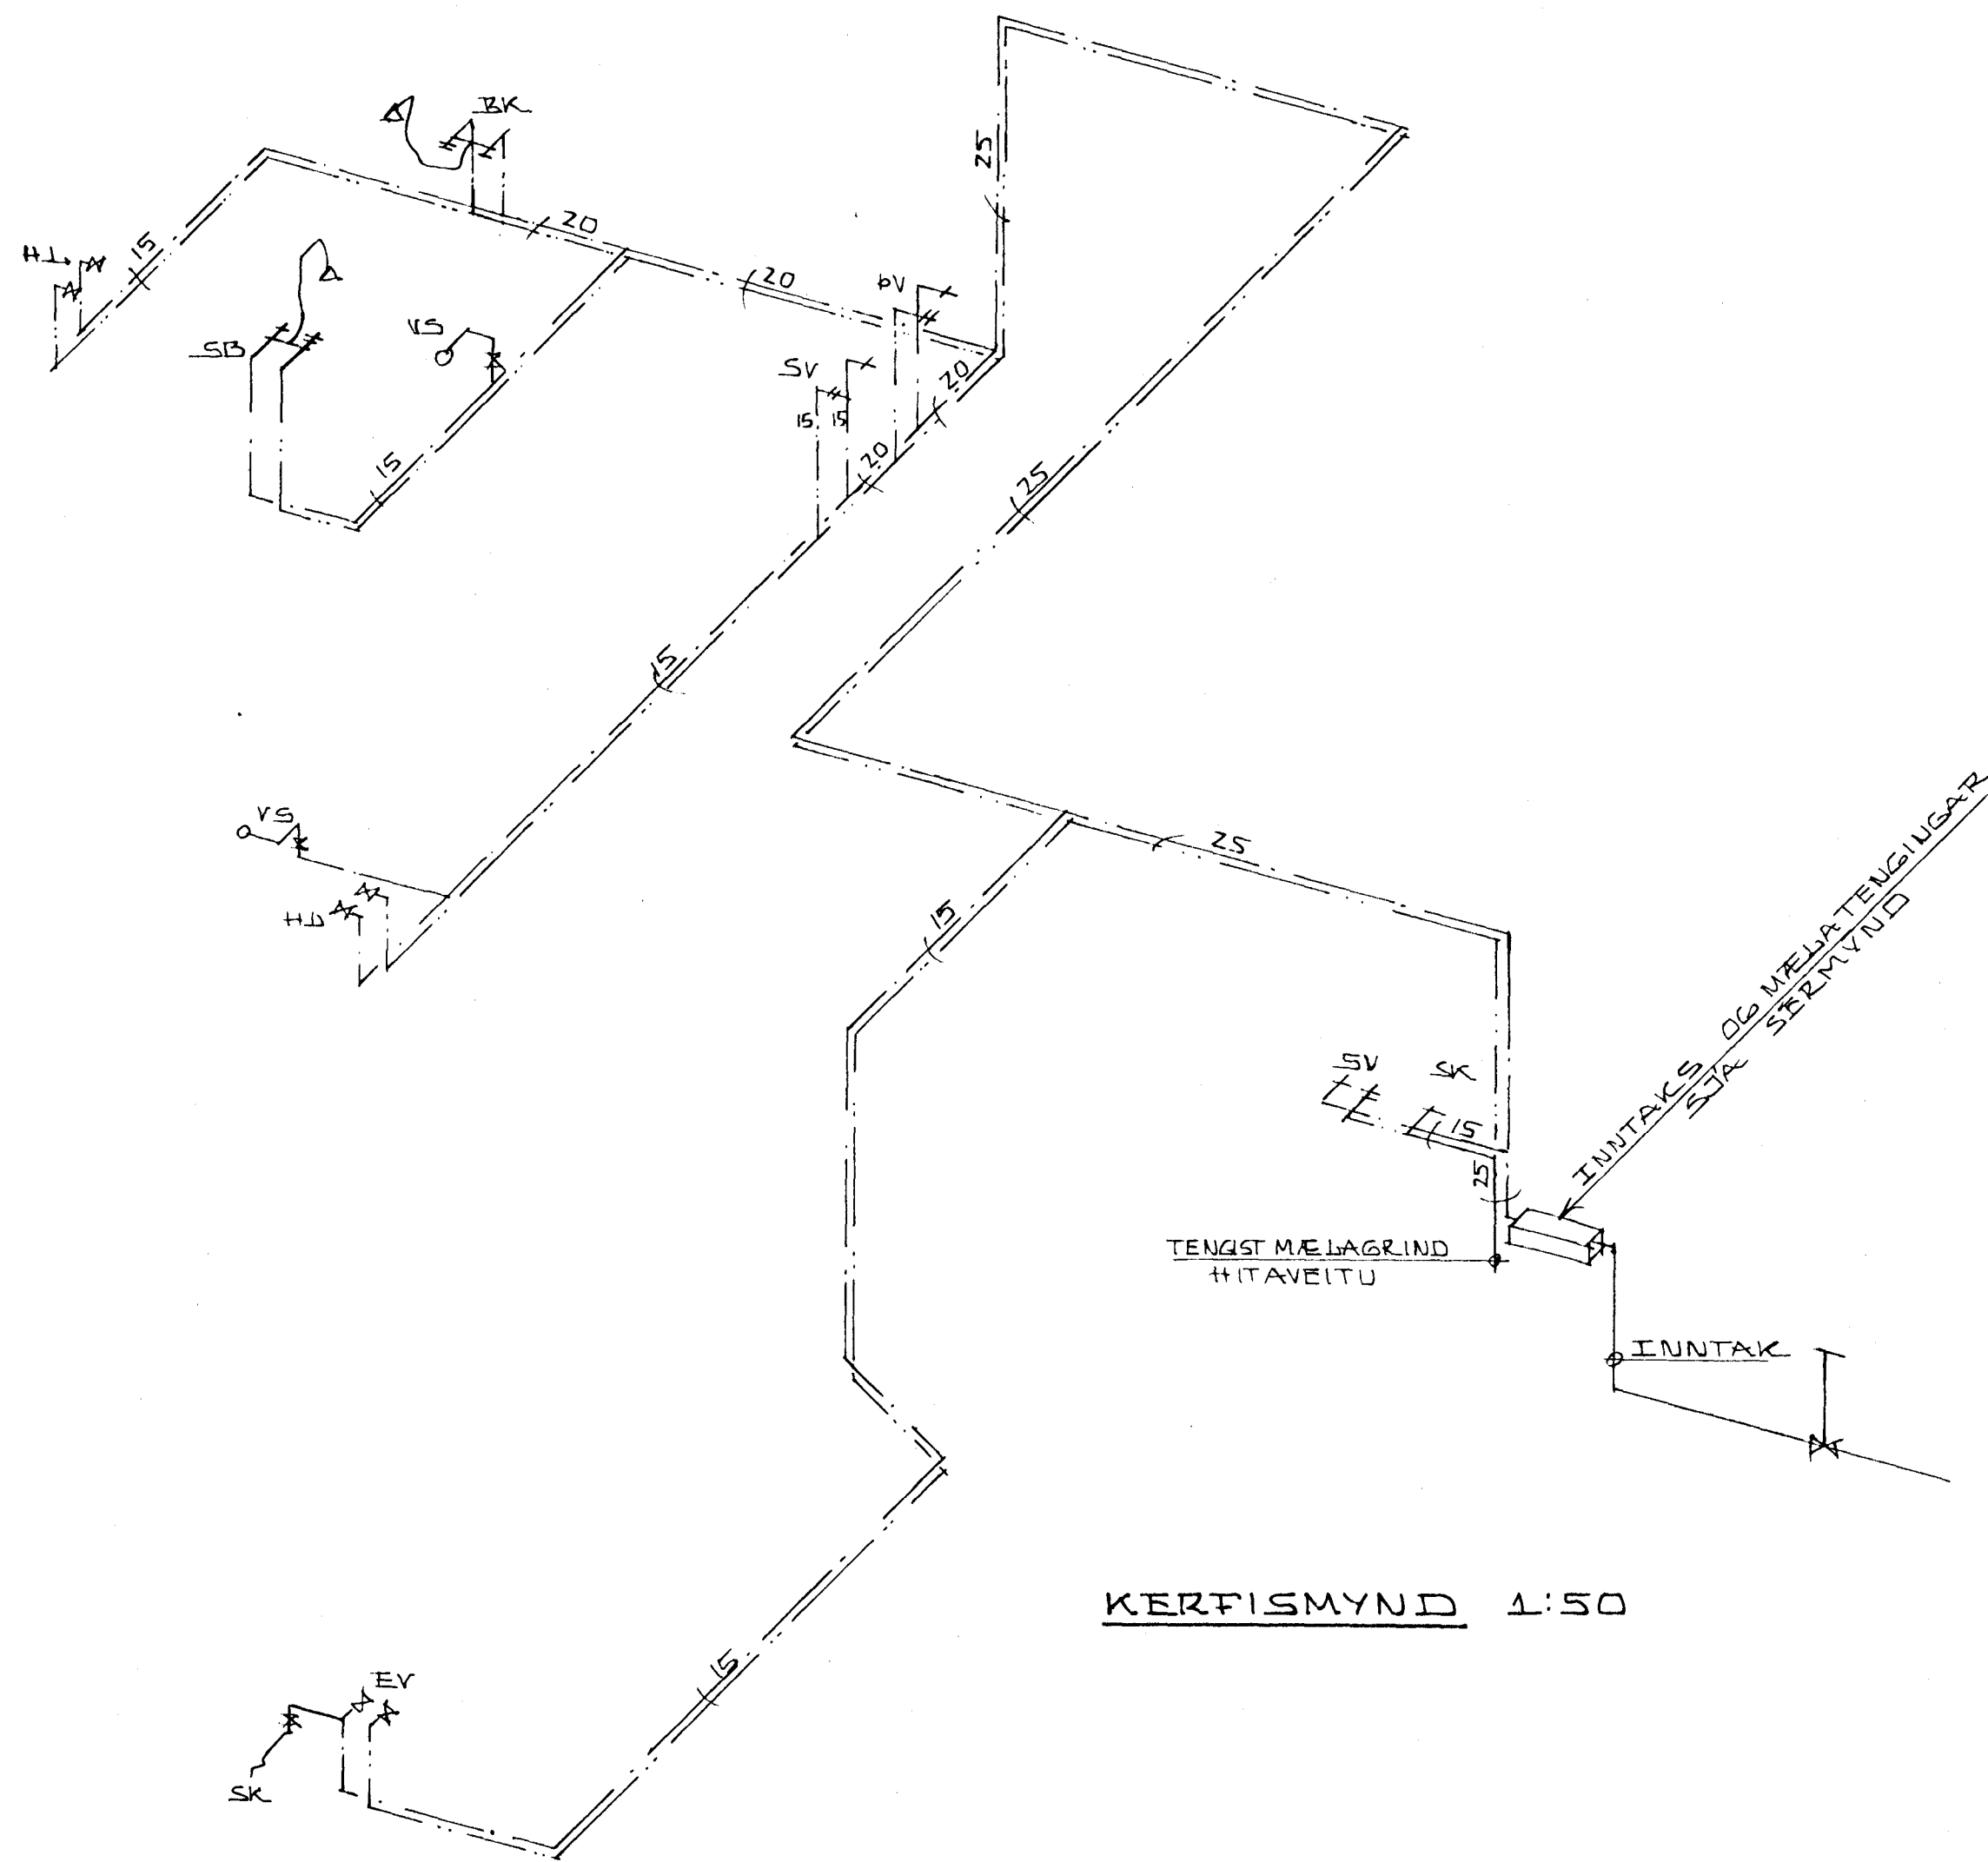 BK
25
20
HL
15
20
ÞV
VS
SB
SV
20
15
15
20
15
25
15
VS
25
HL
15
INNTAKS OG MÆLATENGINGAR
SJÁ SÉRMYND
SV
SK
15
25
TENGIST MÆLAGRIND
HITAVEITU
INNTAK
KERFISMYND 1:50
15
EV
SK